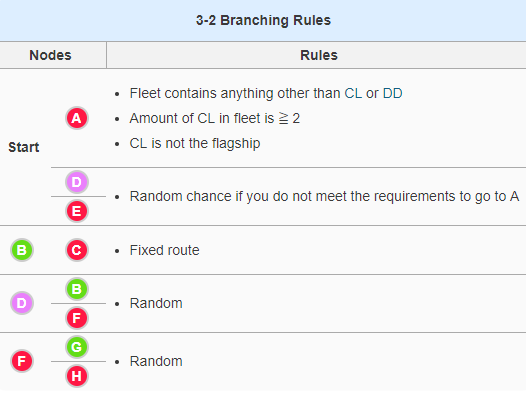 3-2 Branching Rules
Nodes Rules
Start
A
Fleet contains anything other than CL or DD
Amount of CL in fleet is ≧ 2
CL is not the flagship
D
E
Random chance if you do not meet the requirements to go to A
B
C
Fixed route
D
B
F
Random
F
G
H
Random